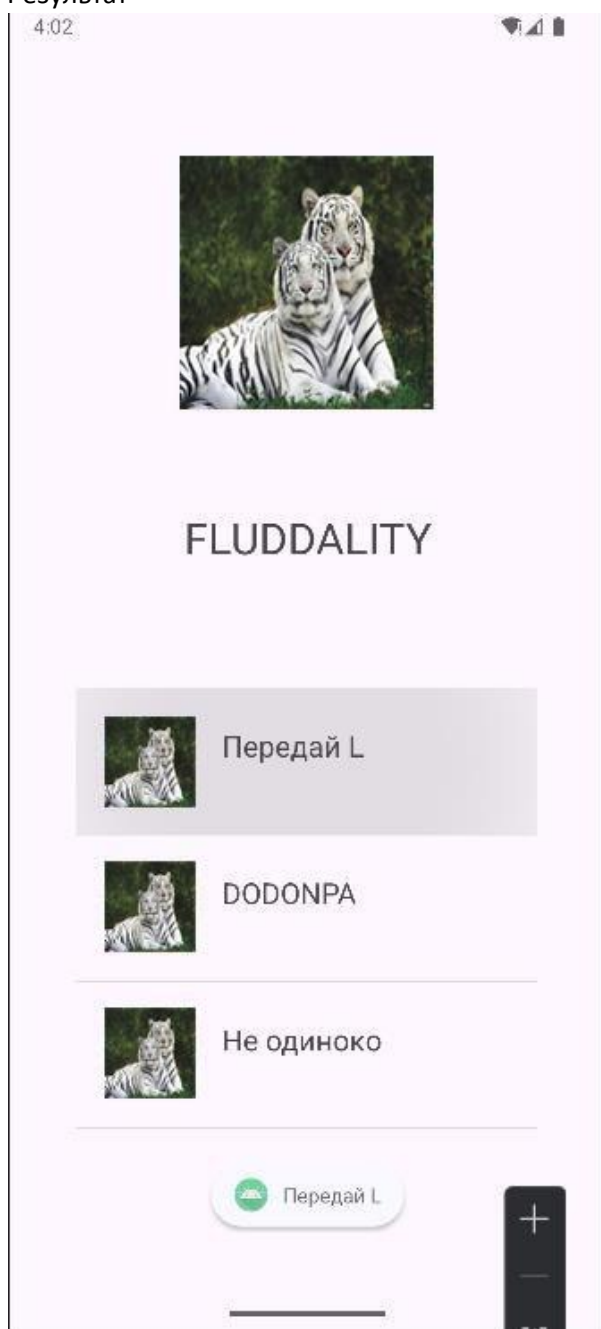 Результат
4:02
FLUDDALITY
Передай L
DODONPA
Не одиноко
Передай L